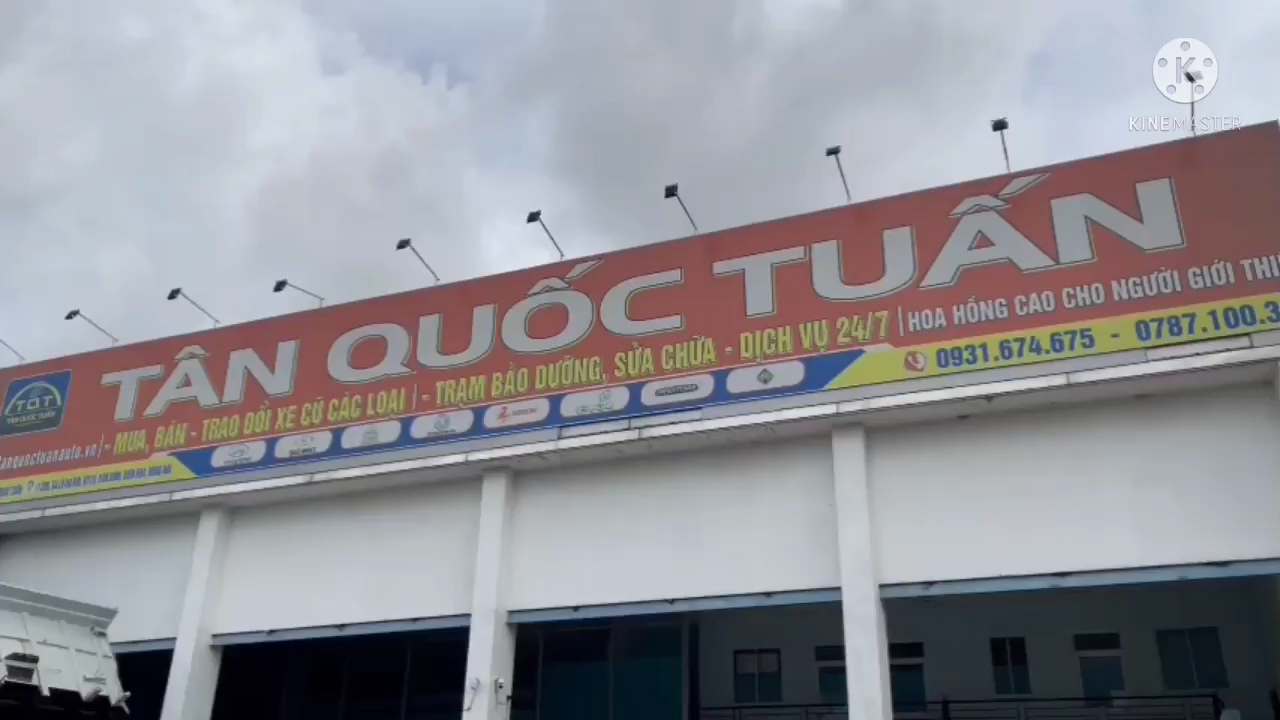 KINEMASTER
TÂN QUỐC TUẤN
TQT
TÂN QUỐC TUẤN
- MUA, BÁN - TRAO ĐỔI XE CŨ CÁC LOẠI | - TRẠM BẢO DƯỠNG, SỬA CHỮA - DỊCH VỤ 24/7 | HOA HỒNG CAO CHO NGƯỜI GIỚI THI
anquoctuanauto.vn
0931.674.675 - 0787.100.3